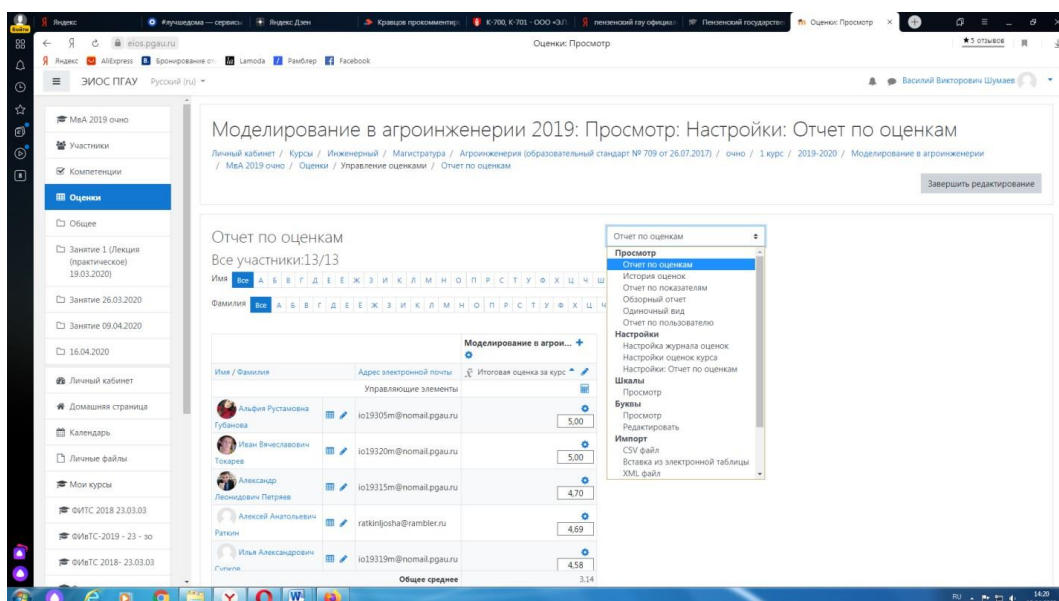 Войти
Яндекс
#лучшедома — сервисы
Яндекс Дзен
Кравцов прокомментир
К-700, К-701 - ООО «З.П.
пензенский гау официал
Пензенский государстве
Оценки: Просмотр
eios.pgau.ru
Оценки: Просмотр
★5 отзывов
Яндекс
AliExpress
Бронирование от
Lamoda
Рамблер
Facebook
ЭИОС ПГАУ
Русский (ru)
Василий Викторович Шумаев
МвА 2019 очно
Участники
Компетенции
Оценки
Общее
Занятие 1 (Лекция
(практическое)
19.03.2020)
Занятие 26.03.2020
Занятие 09.04.2020
16.04.2020
Личный кабинет
Домашняя страница
Календарь
Личные файлы
Мои курсы
ФИТС 2018 23.03.03
ФИвТС-2019 - 23 - зо
ФИвТС 2018- 23.03.03
Моделирование в агроинженерии 2019: Просмотр: Настройки: Отчет по оценкам
Личный кабинет / Курсы / Инженерный / Магистратура / Агроинженерия (образовательный стандарт № 709 от 26.07.2017) / очно / 1 курс / 2019-2020 / Моделирование в агроинженерии
/ МвА 2019 очно / Оценки / Управление оценками / Отчет по оценкам
Завершить редактирование
Отчет по оценкам
Все участники:13/13
Имя Все А Б В Г Д Е Ё Ж З И К Л М Н О П Р С Т У Ф Х Ц Ч Ш
Фамилия Все А Б В Г Д Е Ё Ж З И К Л М Н О П Р С Т У Ф Х Ц Ч
Отчет по оценкам
Просмотр
Отчет по оценкам
История оценок
Отчет по показателям
Обзорный отчет
Одиночный вид
Отчет по пользователю
Настройки
Настройка журнала оценок
Настройки оценок курса
Настройки: Отчет по оценкам
Шкалы
Просмотр
Буквы
Просмотр
Редактировать
Импорт
CSV файл
Вставка из электронной таблицы
XML файл
Моделирование в агрои...
Имя / Фамилия
Адрес электронной почты
Итоговая оценка за курс
Управляющие элементы
Альфия Рустамовна
Губанова
io19305m@nomail.pgau.ru
5,00
Иван Вячеславович
Токарев
io19320m@nomail.pgau.ru
5,00
Александр
Леонидович Петряев
io19315m@nomail.pgau.ru
4,70
Алексей Анатольевич
Раткин
ratkinljosha@rambler.ru
4,69
Илья Александрович
Сурков
io19319m@nomail.pgau.ru
4,58
Общее среднее
3,14
RU
14:20